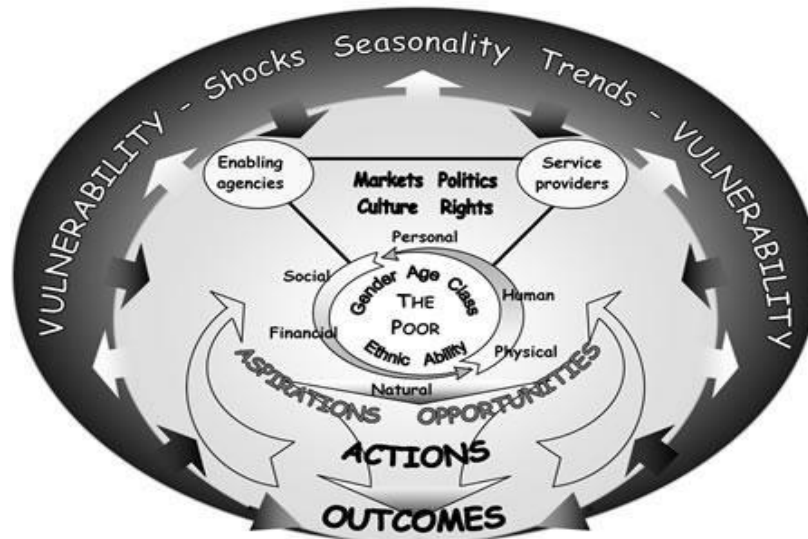 VULNERABILITY - Shocks Seasonality Trends - VULNERABILITY
Enabling
agencies
Service
providers
Markets Politics
Culture Rights
Personal
Social
Human
Financial
Physical
Natural
Gender Age Class
THE
POOR
Ethnic Ability
ASPIRATIONS OPPORTUNITIES
ACTIONS
OUTCOMES